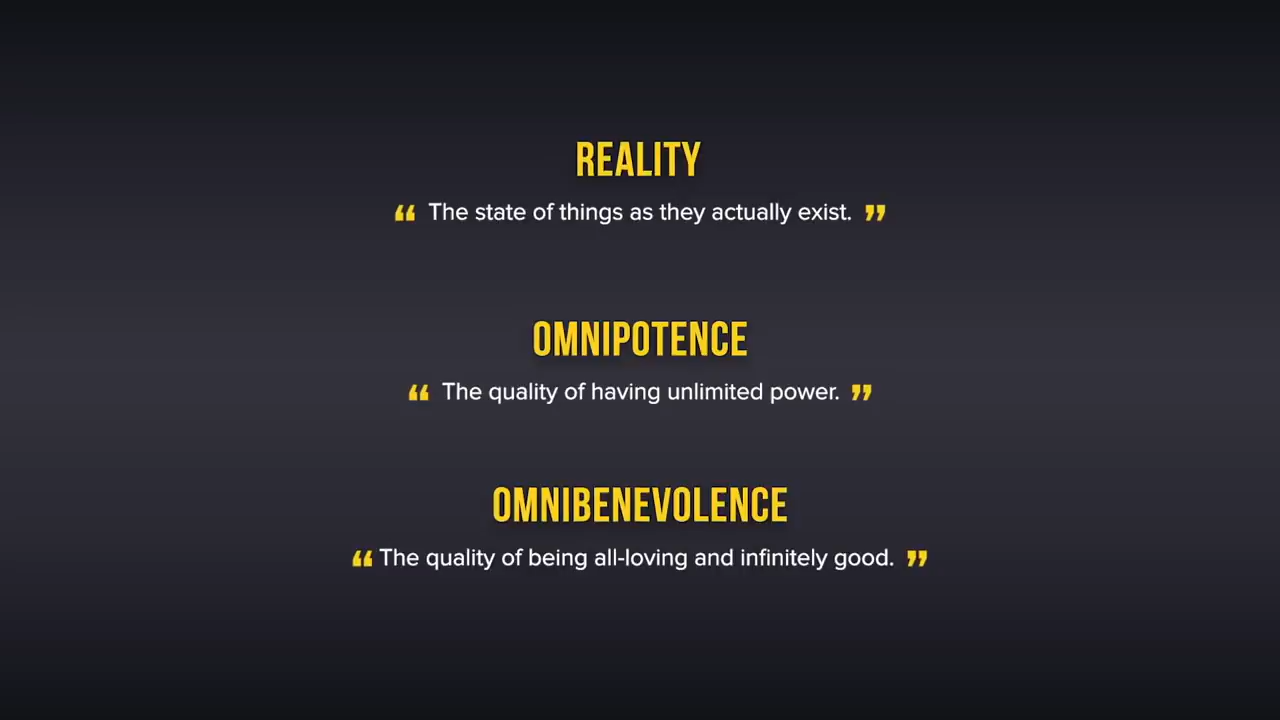 REALITY
“ The state of things as they actually exist. ”
OMNIPOTENCE
“ The quality of having unlimited power. ”
OMNIBENEVOLENCE
“ The quality of being all-loving and infinitely good. ”